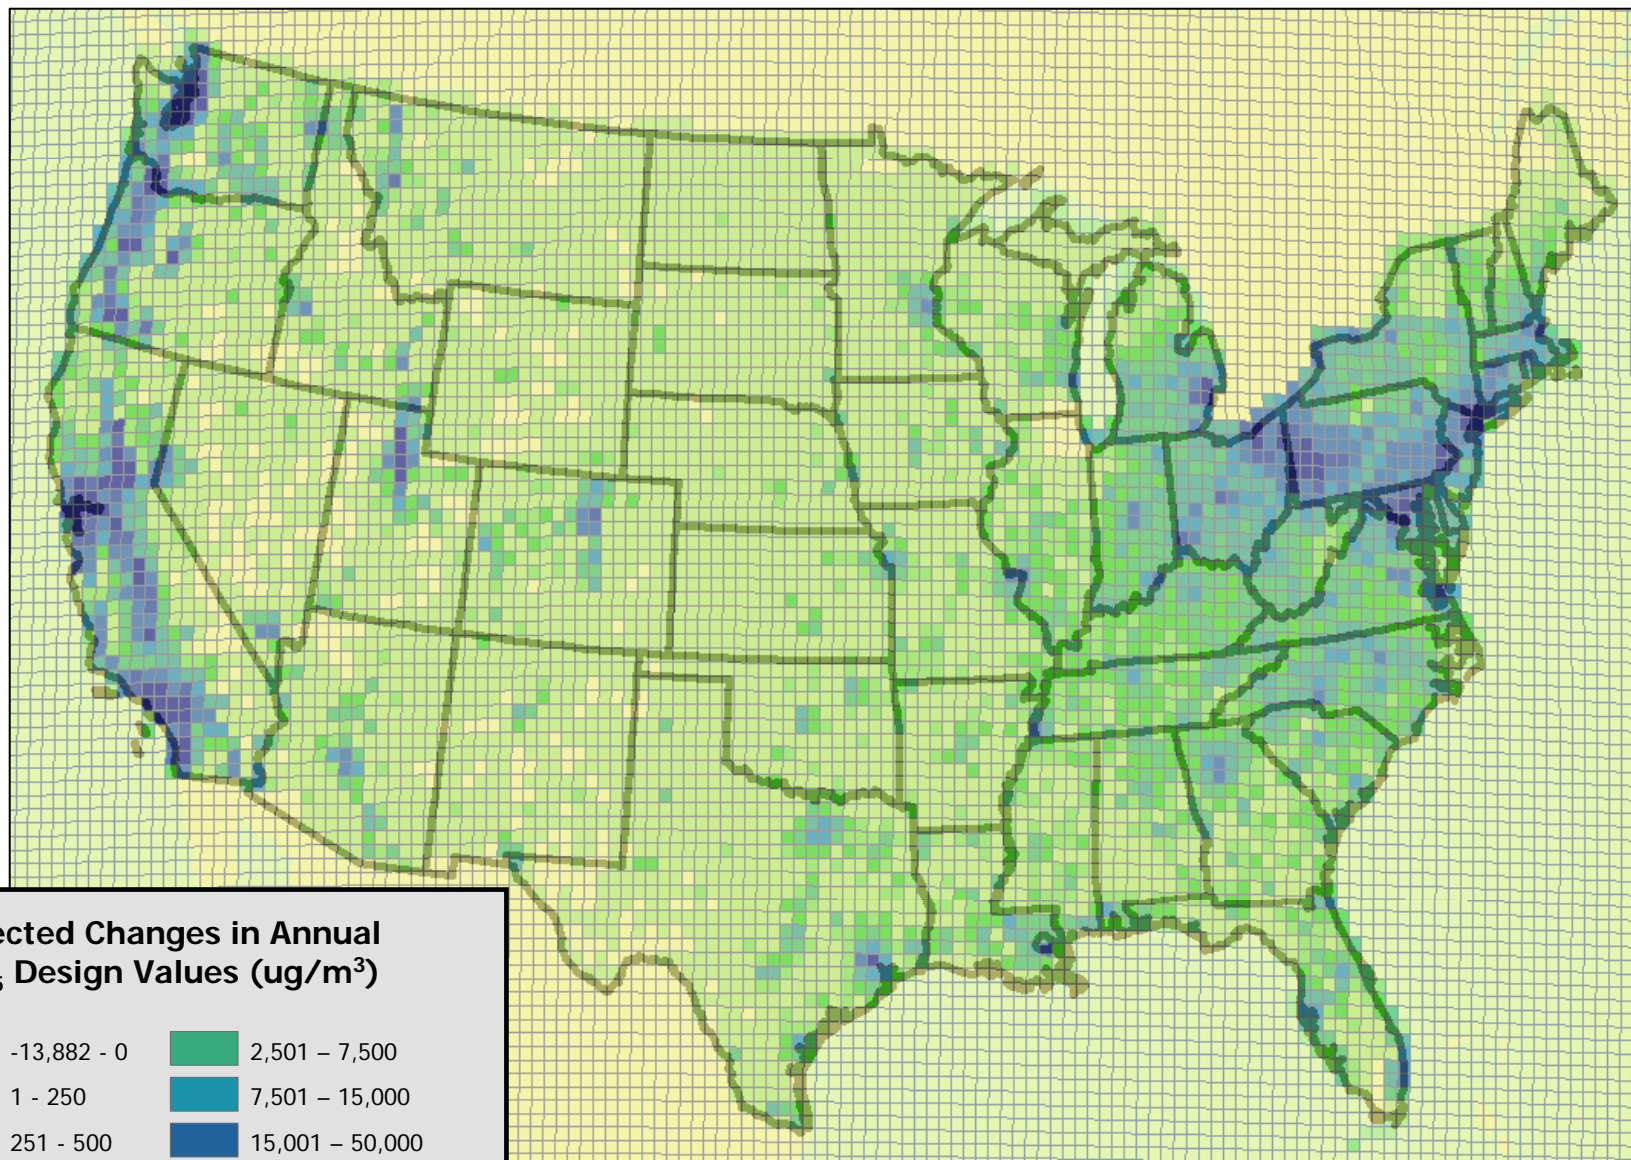 Changes in Annual
Design Values (ug/m³)
-13,882 - 0
2,501 – 7,500
1 - 250
7,501 – 15,000
251 - 500
15,001 – 50,000